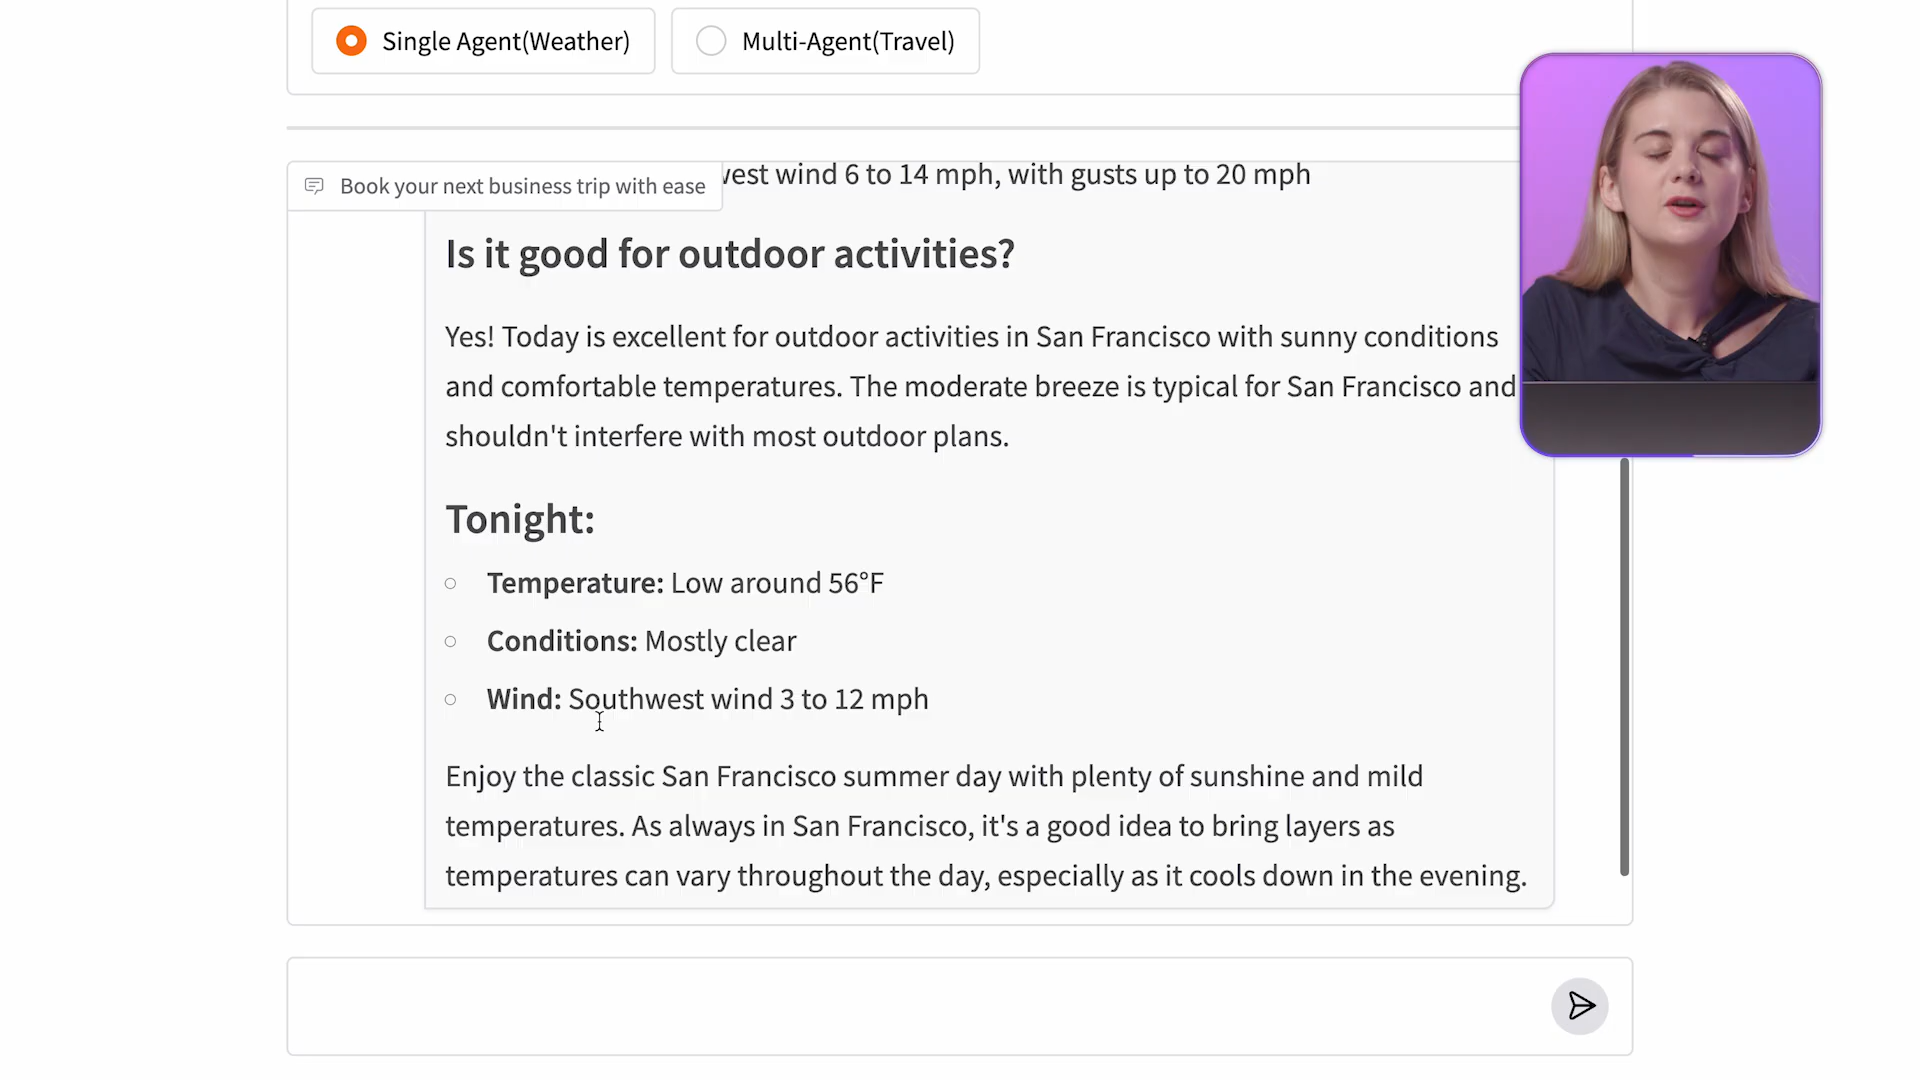 Single Agent(Weather)
Multi-Agent(Travel)
Book your next business trip with ease
wind 6 to 14 mph, with gusts up to 20 mph
Is it good for outdoor activities?
Yes! Today is excellent for outdoor activities in San Francisco with sunny conditions
and comfortable temperatures. The moderate breeze is typical for San Francisco and
shouldn't interfere with most outdoor plans.
Tonight:
Temperature: Low around 56°F
Conditions: Mostly clear
Wind: Southwest wind 3 to 12 mph
Enjoy the classic San Francisco summer day with plenty of sunshine and mild
temperatures. As always in San Francisco, it's a good idea to bring layers as
temperatures can vary throughout the day, especially as it cools down in the evening.